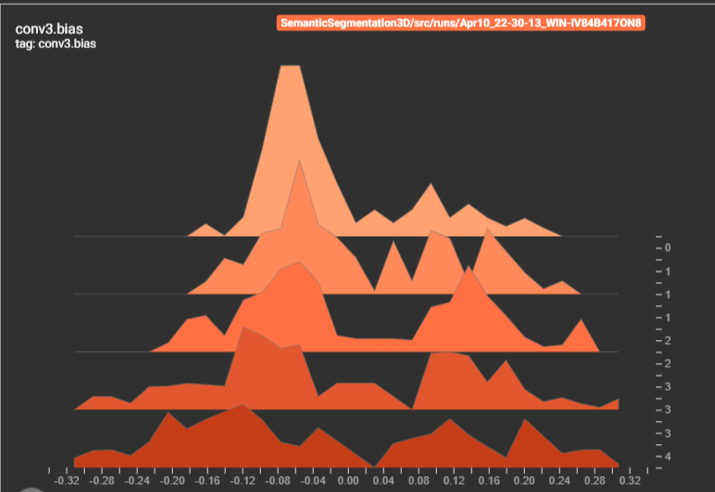 SemanticSegmentation3D/src/runs/Apr10_22-30-13_WIN-IV84B417ON8
conv3.bias
tag: conv3.bias
0
1
1
1
2
2
3
3
3
4
-0.32 -0.28 -0.24 -0.20 -0.16 -0.12 -0.08 -0.04 0.00 0.04 0.08 0.12 0.16 0.20 0.24 0.28 0.32